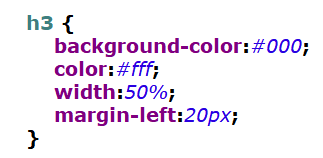 h3 {
background-color:#000;
color:#fff;
width:50%;
margin-left:20px;
}